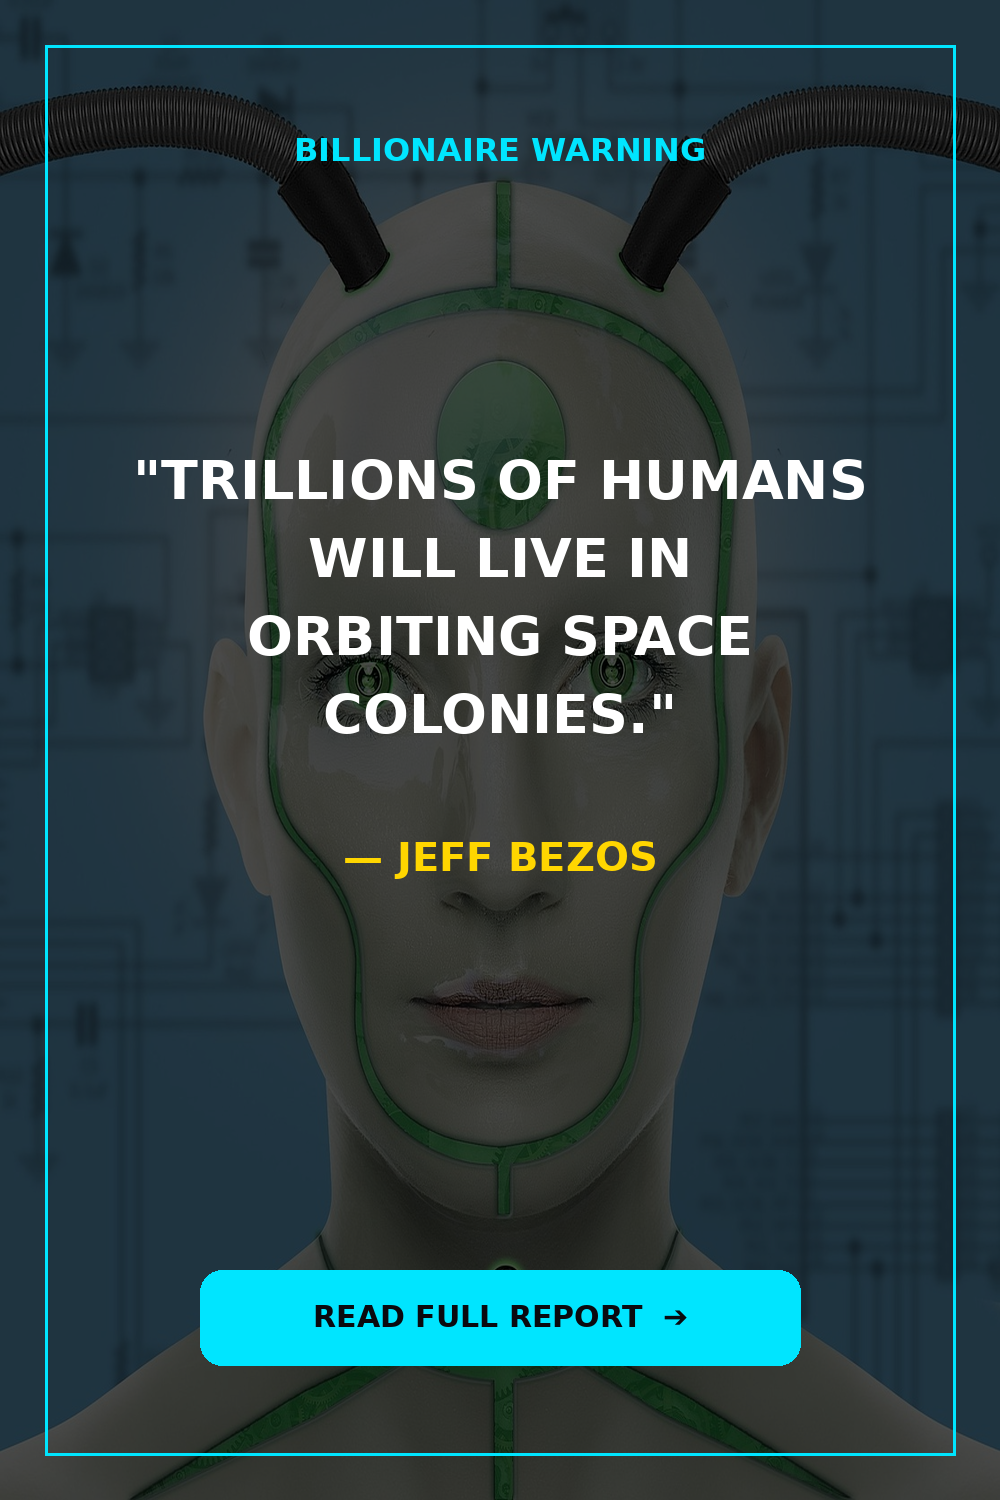 BILLIONAIRE WARNING
"TRILLIONS OF HUMANS
WILL LIVE IN
ORBITING SPACE
COLONIES."
— JEFF BEZOS
READ FULL REPORT ➔